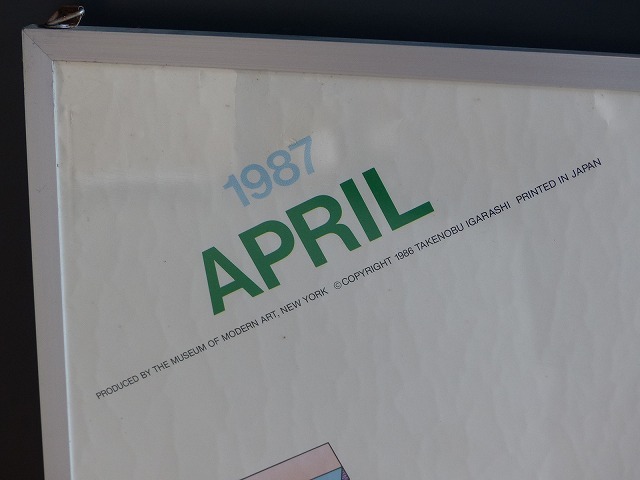 1987
APRIL
PRODUCED BY THE MUSEUM OF MODERN ART, NEW YORK ©COPYRIGHT 1986 TAKENOBU IGARASHI PRINTED IN JAPAN